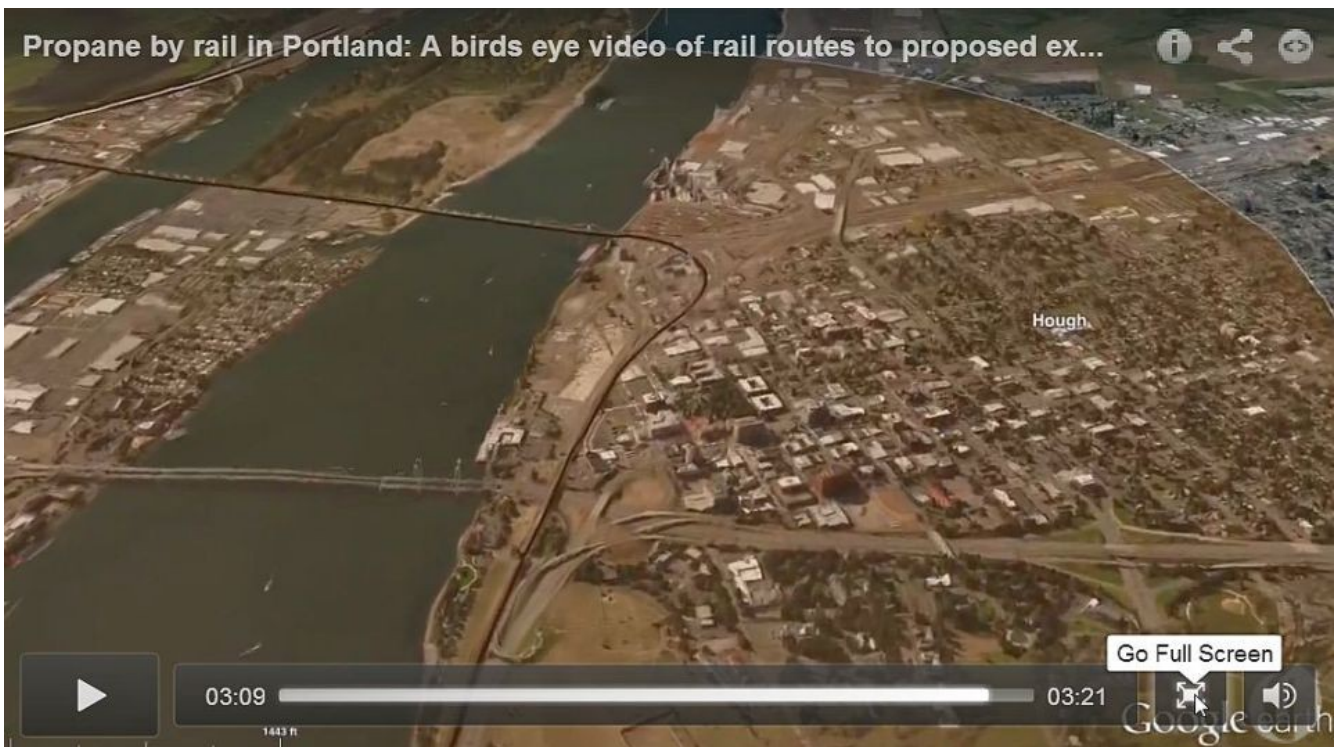 Propane by rail in Portland: A birds eye video of rail routes to proposed ex...
Hough
Go Full Screen
03:09
03:21
1443 ft
Google earth